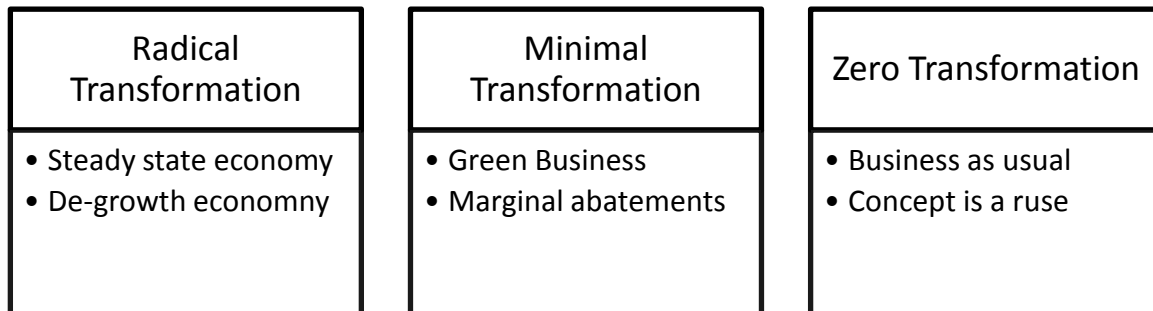 Radical
Transformation
• Steady state economy
• De-growth economny
Minimal
Transformation
• Green Business
• Marginal abatements
Zero Transformation
• Business as usual
• Concept is a ruse